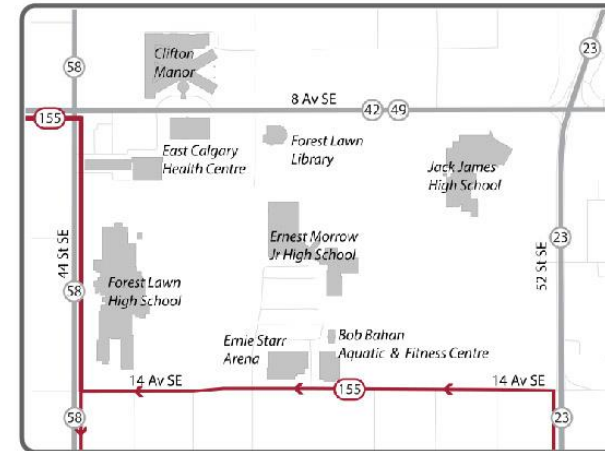 23
Clifton
Manor
58
8 Av SE
42
49
155
East Calgary
Health Centre
Forest Lawn
Library
Jack James
High School
44 St SE
Ernest Morrow
Jr High School
23
52 St SE
58
Forest Lawn
High School
Ernie Starr
Arena
Bob Bahan
Aquatic & Fitness Centre
14 Av SE
155
14 Av SE
58
23